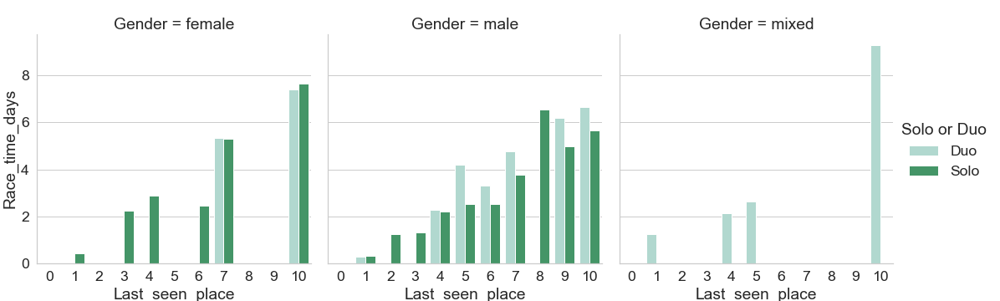 Gender = female
Gender = male
Gender = mixed
Race_time_days
8
6
4
2
0
0 1 2 3 4 5 6 7 8 9 10
0 1 2 3 4 5 6 7 8 9 10
0 1 2 3 4 5 6 7 8 9 10
Last_seen_place
Last_seen_place
Last_seen_place
Solo or Duo
Duo
Solo